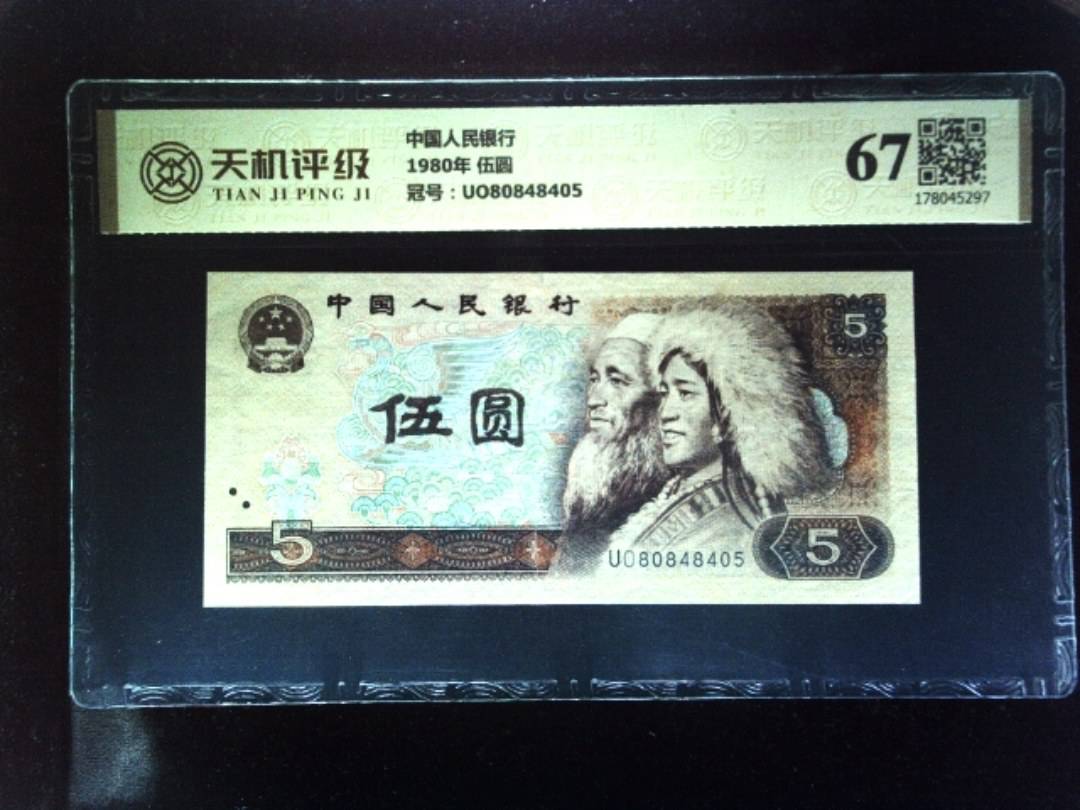 天机评级
TIAN JI PING JI
中国人民银行
1980年 伍圆
冠号：UO80848405
67
178045297
中国人民银行
5
伍圆
5
UO80848405
5